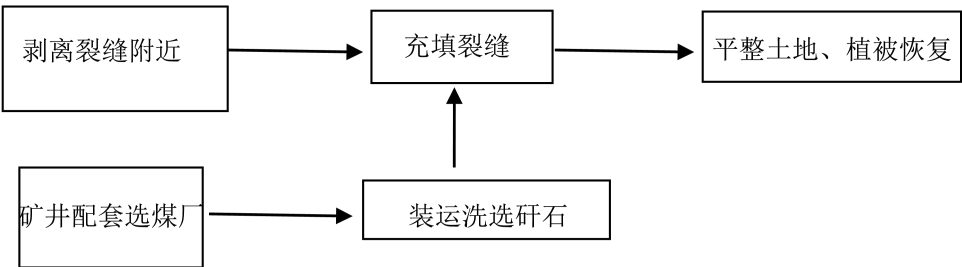 剥离裂缝附近
充填裂缝
平整土地、植被恢复
矿井配套选煤厂
装运洗选矸石